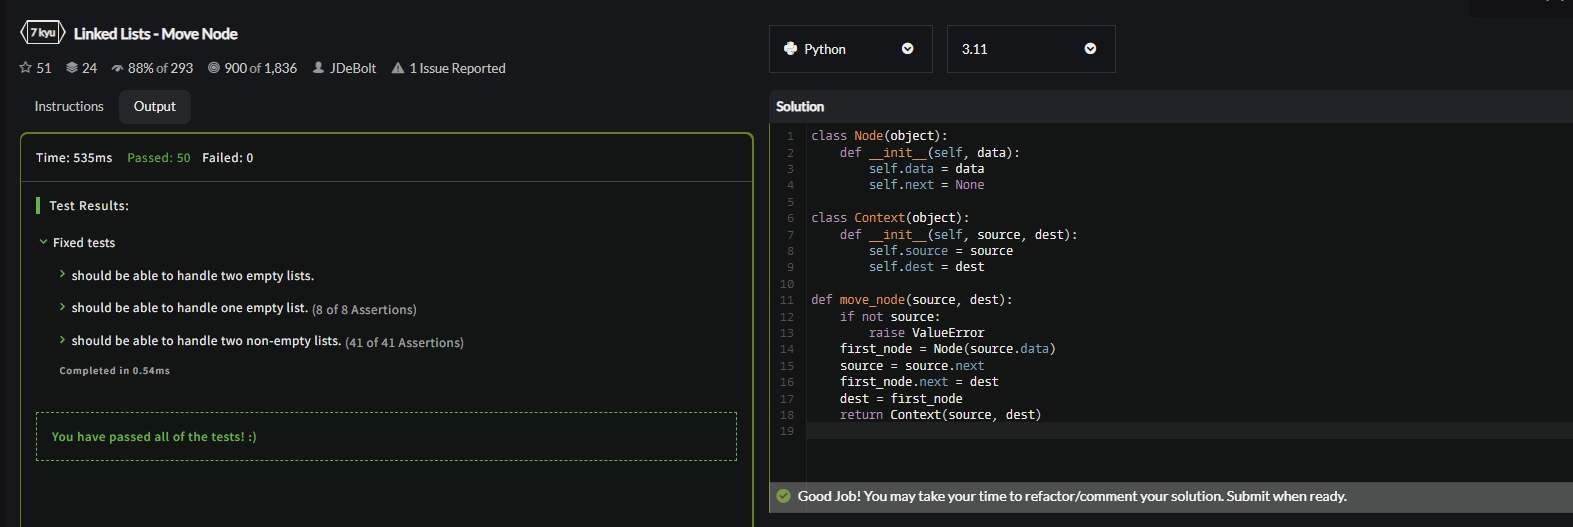 7 kyu Linked Lists - Move Node
51 24 88% of 293 900 of 1,836 JDeBolt 1 Issue Reported
Instructions Output
Time: 535ms Passed: 50 Failed: 0
Test Results:
Fixed tests
should be able to handle two empty lists.
should be able to handle one empty list. (8 of 8 Assertions)
should be able to handle two non-empty lists. (41 of 41 Assertions)
Completed in 0.54ms
You have passed all of the tests! :)
Python 3.11
Solution
1 class Node(object):
2     def __init__(self, data):
3         self.data = data
4         self.next = None
5
6 class Context(object):
7     def __init__(self, source, dest):
8         self.source = source
9         self.dest = dest
10
11 def move_node(source, dest):
12     if not source:
13         raise ValueError
14     first_node = Node(source.data)
15     source = source.next
16     first_node.next = dest
17     dest = first_node
18     return Context(source, dest)
19
Good Job! You may take your time to refactor/comment your solution. Submit when ready.